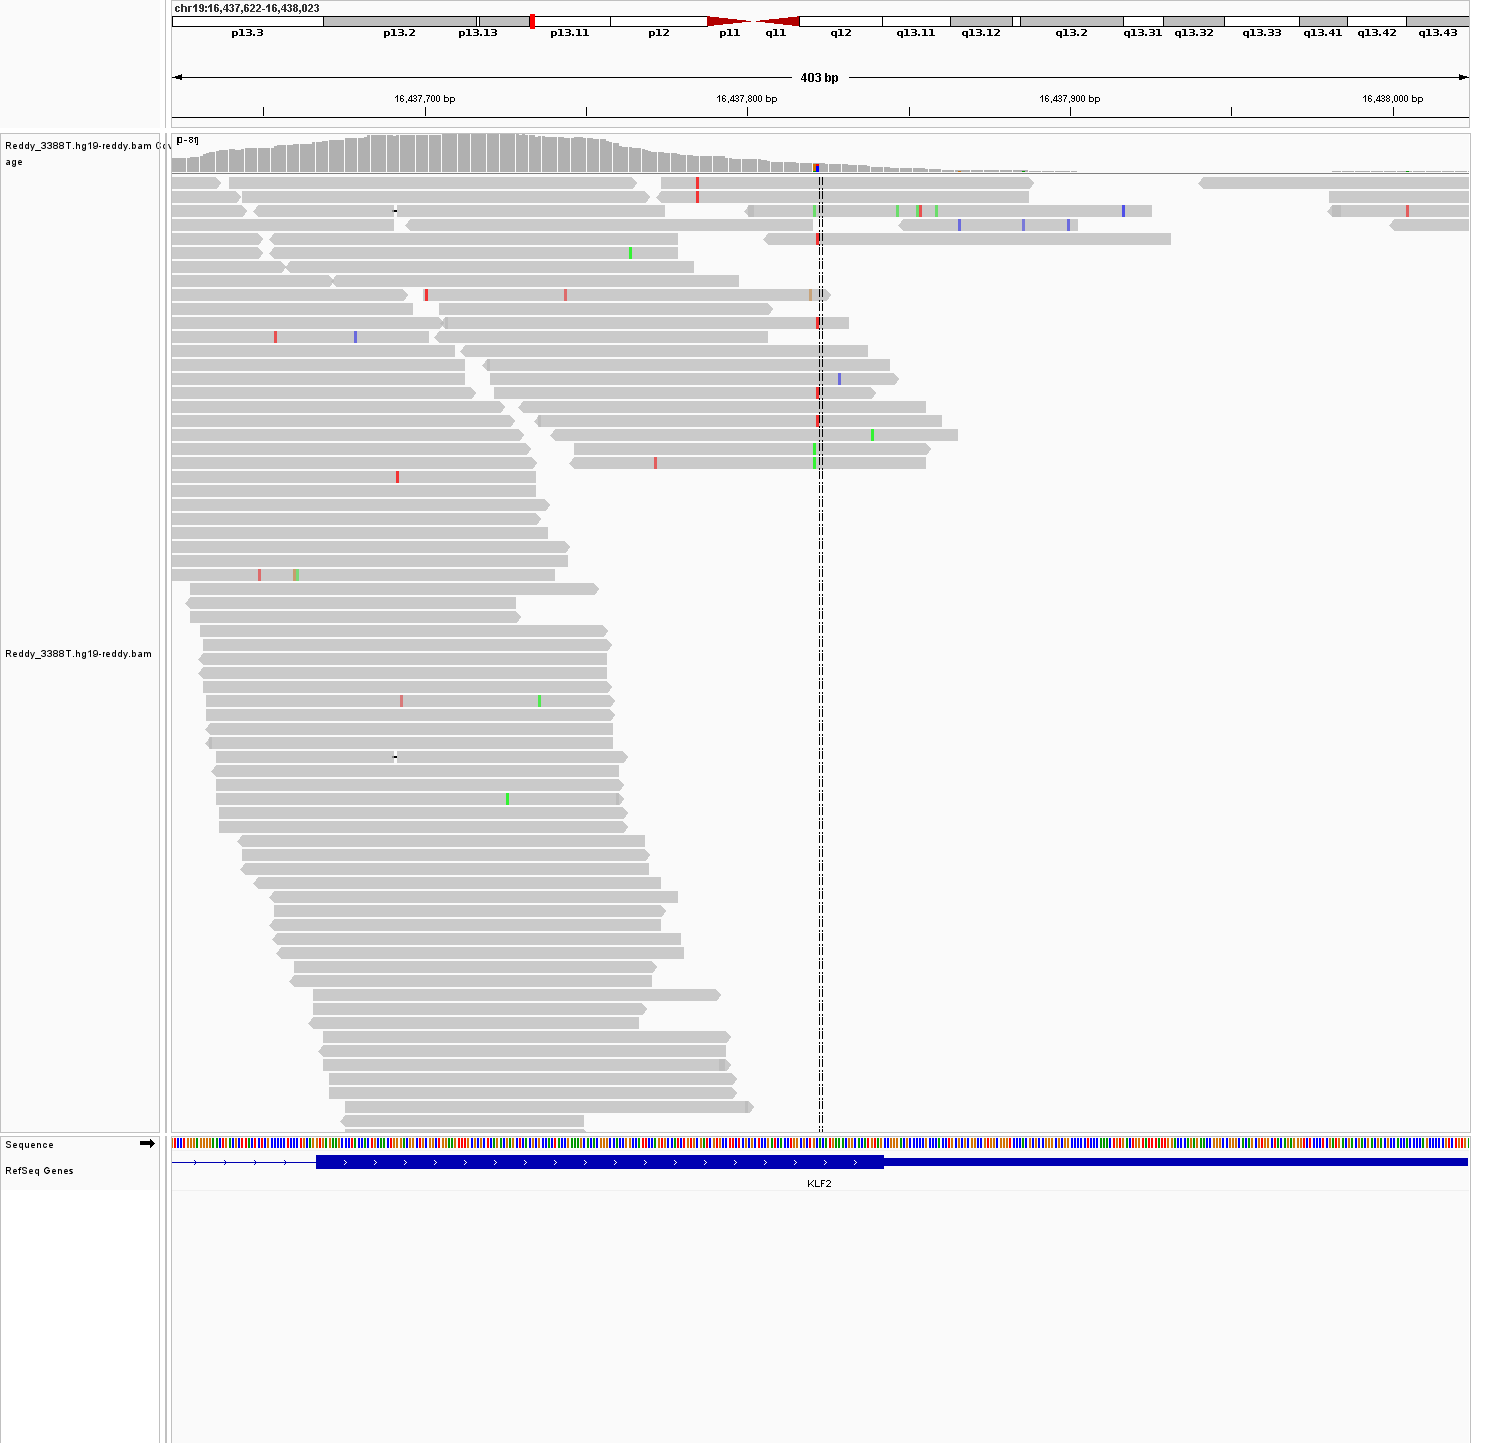 chr19:16,437,622-16,438,023
p13.3 p13.2 p13.13 p13.11 p12 p11 q11 q12 q13.11 q13.12 q13.2 q13.31 q13.32 q13.33 q13.41 q13.42 q13.43
403 bp
16,437,700 bp 16,437,800 bp 16,437,900 bp 16,438,000 bp
[0-81]
Reddy_3388T.hg19-reddy.bam Cov
age
Reddy_3388T.hg19-reddy.bam
Sequence
RefSeq Genes
KLF2